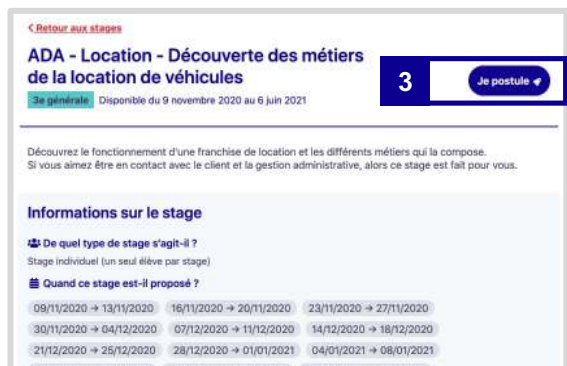 Retour aux stages
ADA - Location - Découverte des métiers
de la location de véhicules
3
Je postule
3e générale Disponible du 9 novembre 2020 au 6 juin 2021
Découvrez le fonctionnement d'une franchise de location et les différents métiers qui la compose.
Si vous aimez être en contact avec le client et la gestion administrative, alors ce stage est fait pour vous.
Informations sur le stage
De quel type de stage s'agit-il ?
Stage individuel (un seul élève par stage)
Quand ce stage est-il proposé ?
09/11/2020 → 13/11/2020 16/11/2020 → 20/11/2020 23/11/2020 → 27/11/2020
30/11/2020 → 04/12/2020 07/12/2020 → 11/12/2020 14/12/2020 → 18/12/2020
21/12/2020 → 25/12/2020 28/12/2020 → 01/01/2021 04/01/2021 → 08/01/2021